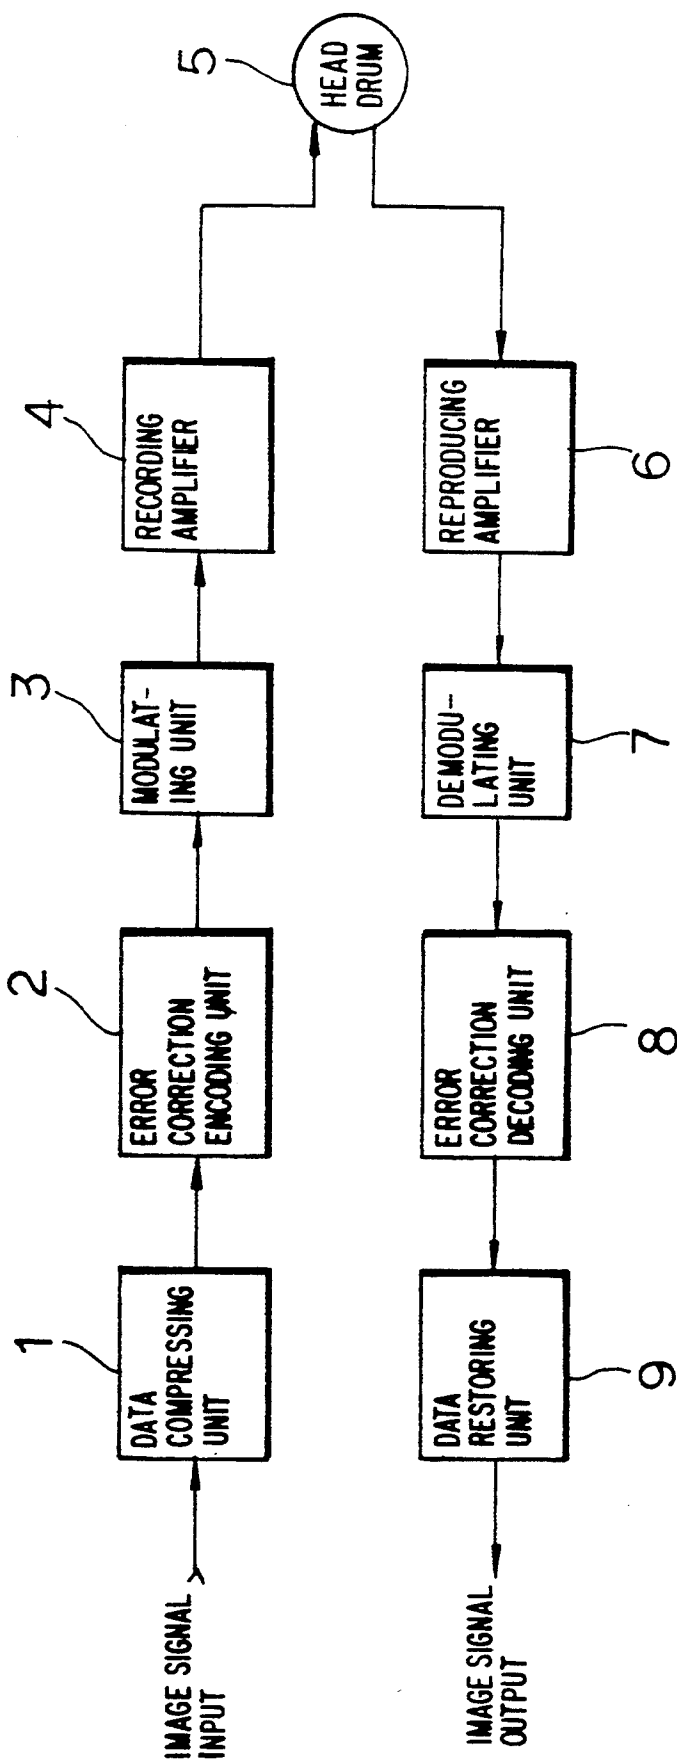 IMAGE SIGNAL
INPUT
1
DATA
COMPRESSING
UNIT
2
ERROR
CORRECTION
ENCODING UNIT
3
MODULAT-
ING UNIT
4
RECORDING
AMPLIFIER
5
HEAD
DRUM
6
REPRODUCING
AMPLIFIER
7
DEMODU-
LATING
UNIT
8
ERROR
CORRECTION
DECODING UNIT
9
DATA
RESTORING
UNIT
IMAGE SIGNAL
OUTPUT